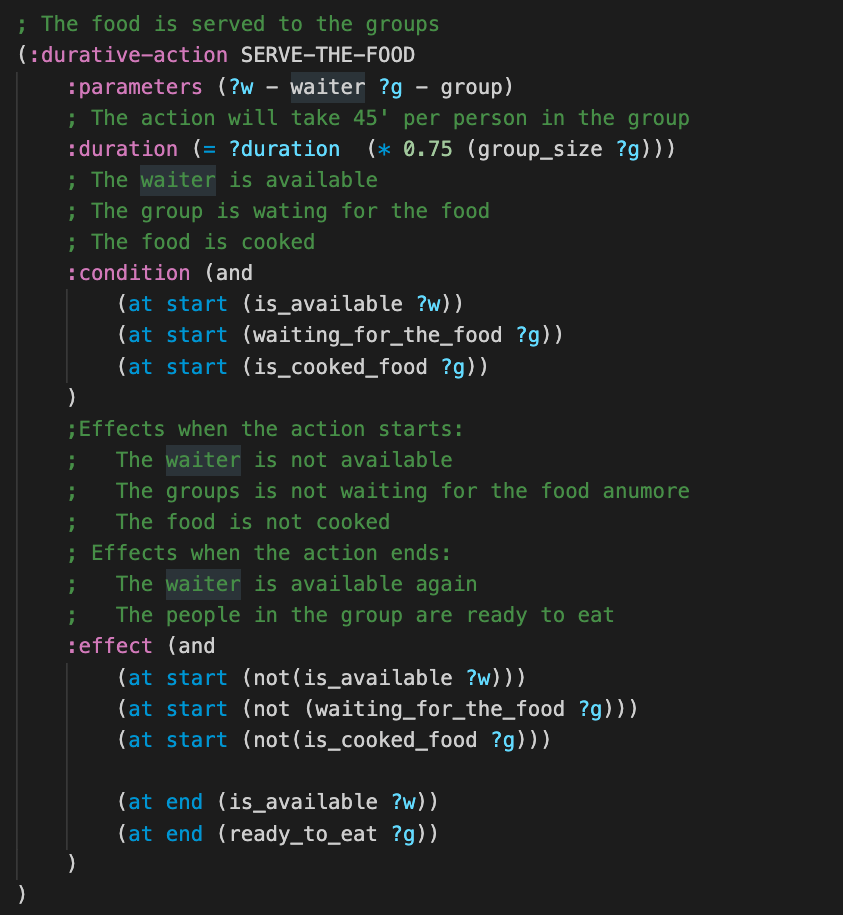 ; The food is served to the groups
(:durative-action SERVE-THE-FOOD
    :parameters (?w - waiter ?g - group)
    ; The action will take 45' per person in the group
    :duration (= ?duration  (* 0.75 (group_size ?g)))
    ; The waiter is available
    ; The group is wating for the food
    ; The food is cooked
    :condition (and
        (at start (is_available ?w))
        (at start (waiting_for_the_food ?g))
        (at start (is_cooked_food ?g))
    )
    ;Effects when the action starts:
    ;   The waiter is not available
    ;   The groups is not waiting for the food anumore
    ;   The food is not cooked
    ; Effects when the action ends:
    ;   The waiter is available again
    ;   The people in the group are ready to eat
    :effect (and
        (at start (not(is_available ?w)))
        (at start (not (waiting_for_the_food ?g)))
        (at start (not(is_cooked_food ?g)))

        (at end (is_available ?w))
        (at end (ready_to_eat ?g))
    )
)